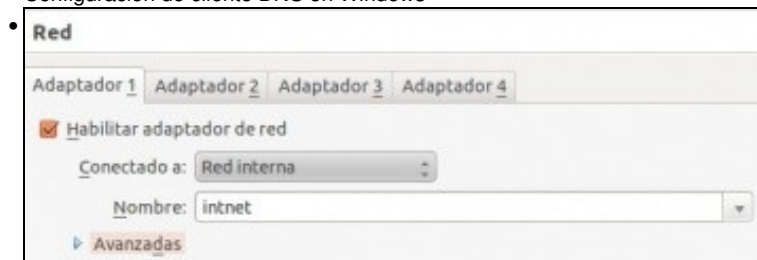 Configuración de cliente DNS en Windows
• Red
Adaptador 1 Adaptador 2 Adaptador 3 Adaptador 4
Habilitar adaptador de red
Conectado a: Red interna
Nombre: intnet
Avanzadas